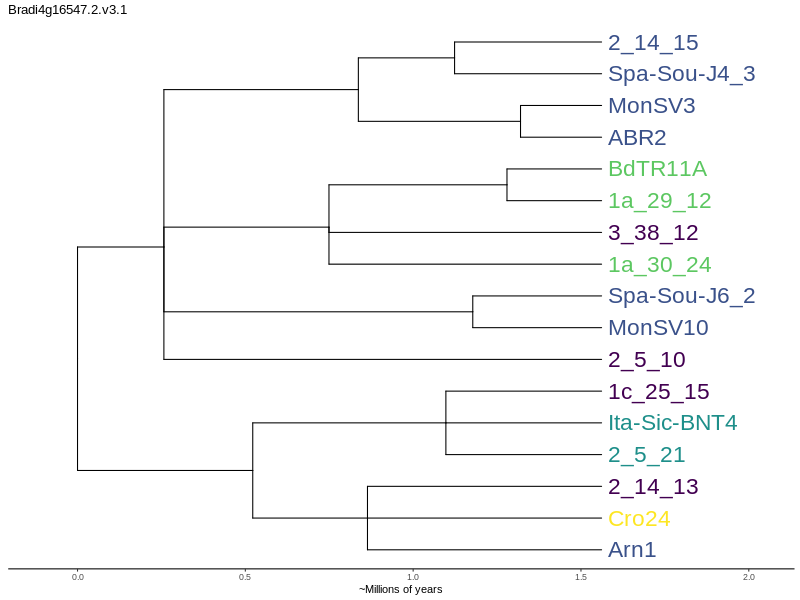 Bradi4g16547.2.v3.1
2_14_15
Spa-Sou-J4_3
MonSV3
ABR2
BdTR11A
1a_29_12
3_38_12
1a_30_24
Spa-Sou-J6_2
MonSV10
2_5_10
1c_25_15
Ita-Sic-BNT4
2_5_21
2_14_13
Cro24
Arn1
0.0 0.5 1.0 1.5 2.0
~Millions of years